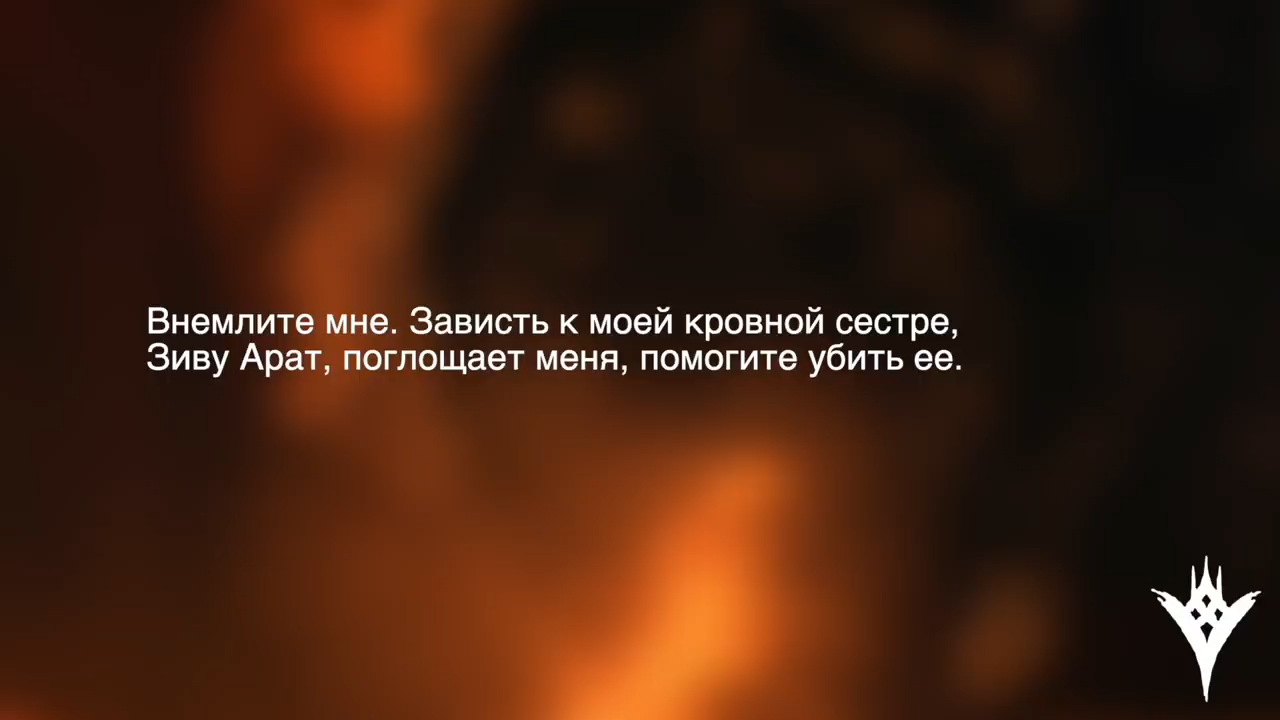 Внемлите мне. Зависть к моей кровной сестре,
Зиву Арат, поглощает меня, помогите убить ее.